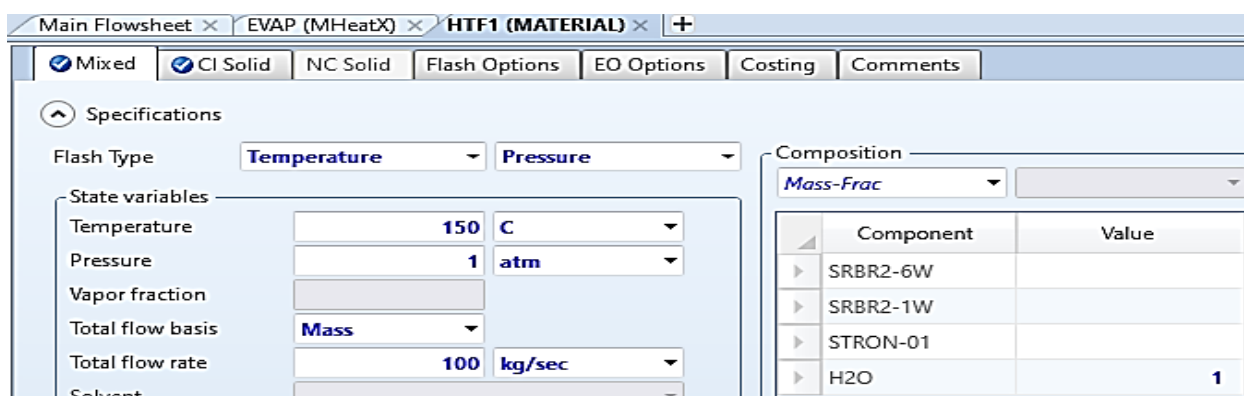 Main Flowsheet × EVAP (MHeatX) × HTF1 (MATERIAL) × +
Mixed CI Solid NC Solid Flash Options EO Options Costing Comments
Specifications
Flash Type Temperature Pressure
Composition
Mass-Frac
State variables
Temperature 150 C
Pressure 1 atm
Vapor fraction
Total flow basis Mass
Total flow rate 100 kg/sec
Solvent
Component Value
SRBR2-6W
SRBR2-1W
STRON-01
H2O 1